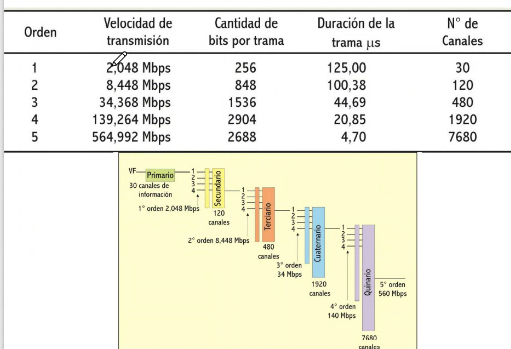 Orden Velocidad de transmisión Cantidad de bits por trama Duración de la trama µs N° de Canales
1 2,048 Mbps 256 125,00 30
2 8,448 Mbps 848 100,38 120
3 34,368 Mbps 1536 44,69 480
4 139,264 Mbps 2904 20,85 1920
5 564,992 Mbps 2688 4,70 7680
VF
Primario
30 canales de
información
1
2
3
4
Secundario
1° orden 2,048 Mbps
120
canales
1
2
3
4
Terciario
2° orden 8,448 Mbps
480
canales
1
2
3
4
Cuaternario
3° orden
34 Mbps
1920
canales
1
2
3
4
Quinario
5° orden
560 Mbps
4° orden
140 Mbps
7680
canales